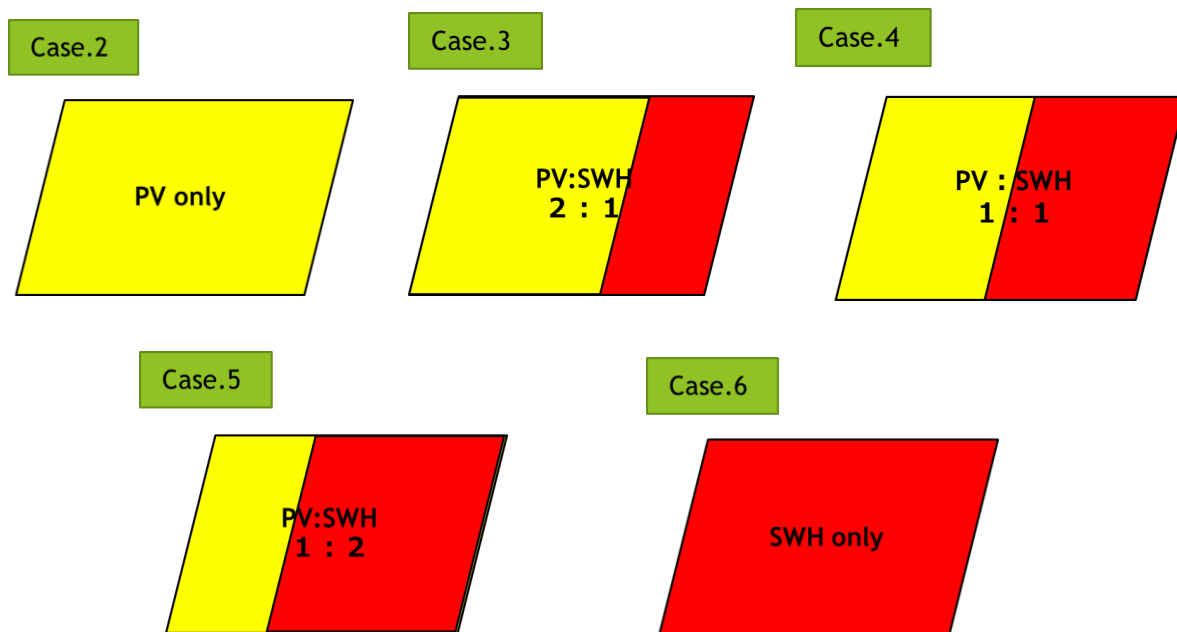 Case.2
Case.3
Case.4
PV only
PV:SWH
2 : 1
PV : SWH
1 : 1
Case.5
Case.6
PV:SWH
1 : 2
SWH only